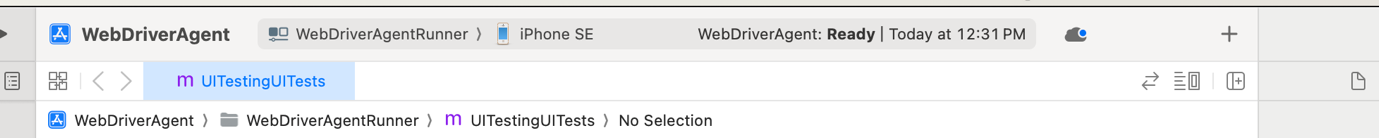 WebDriverAgent WebDriverAgentRunner 〉 iPhone SE WebDriverAgent: Ready | Today at 12:31 PM
m UITestingUITests
WebDriverAgent 〉 WebDriverAgentRunner 〉 m UITestingUITests 〉 No Selection